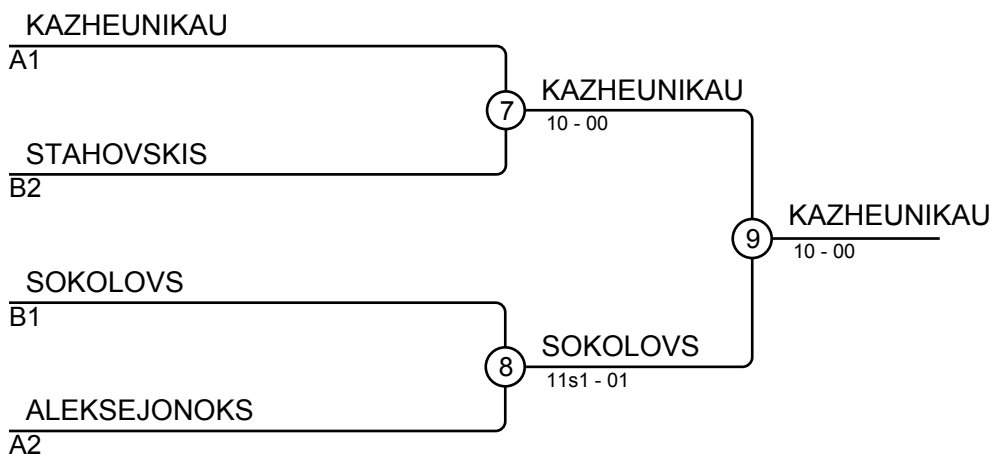 KAZHEUNIKAU
A1
7
KAZHEUNIKAU
10 - 00
STAHOVSKIS
B2
9
KAZHEUNIKAU
10 - 00
SOKOLOVS
B1
8
SOKOLOVS
11s1 - 01
ALEKSEJONOKS
A2